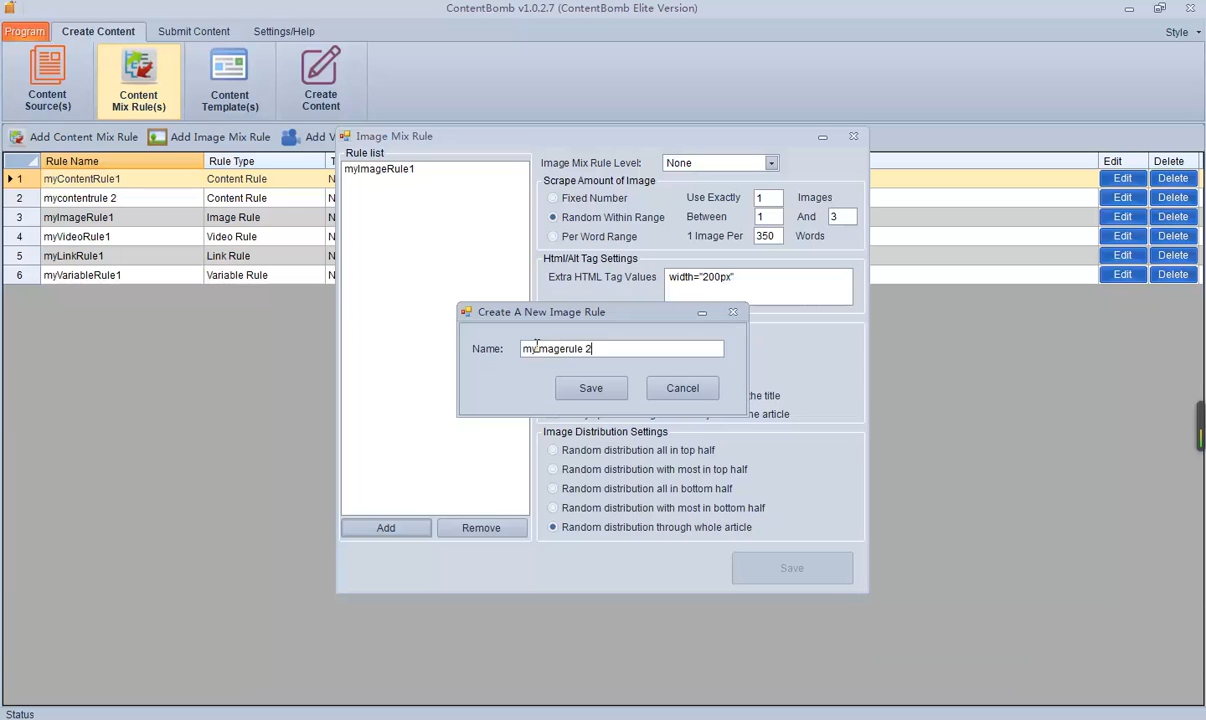 ContentBomb v1.0.2.7 (ContentBomb Elite Version)
Program Create Content Submit Content Settings/Help Style
Content Source(s)
Content Mix Rule(s)
Content Template(s)
Create Content
Add Content Mix Rule Add Image Mix Rule Add V
Image Mix Rule
Rule Name Rule Type T Edit Delete
1 myContentRule1 Content Rule N Edit Delete
2 mycontentrule 2 Content Rule N Edit Delete
3 myImageRule1 Image Rule N Edit Delete
4 myVideoRule1 Video Rule N Edit Delete
5 myLinkRule1 Link Rule N Edit Delete
6 myVariableRule1 Variable Rule N Edit Delete
Rule list
myImageRule1
Add Remove
Image Mix Rule Level: None
Scrape Amount of Image
Fixed Number Use Exactly 1 Images
Random Within Range Between 1 And 3
Per Word Range 1 Image Per 350 Words
Html/Alt Tag Settings
Extra HTML Tag Values width="200px"
Create A New Image Rule
Name: myimagerule 2
Save Cancel
the title
the article
Image Distribution Settings
Random distribution all in top half
Random distribution with most in top half
Random distribution all in bottom half
Random distribution with most in bottom half
Random distribution through whole article
Save
Status